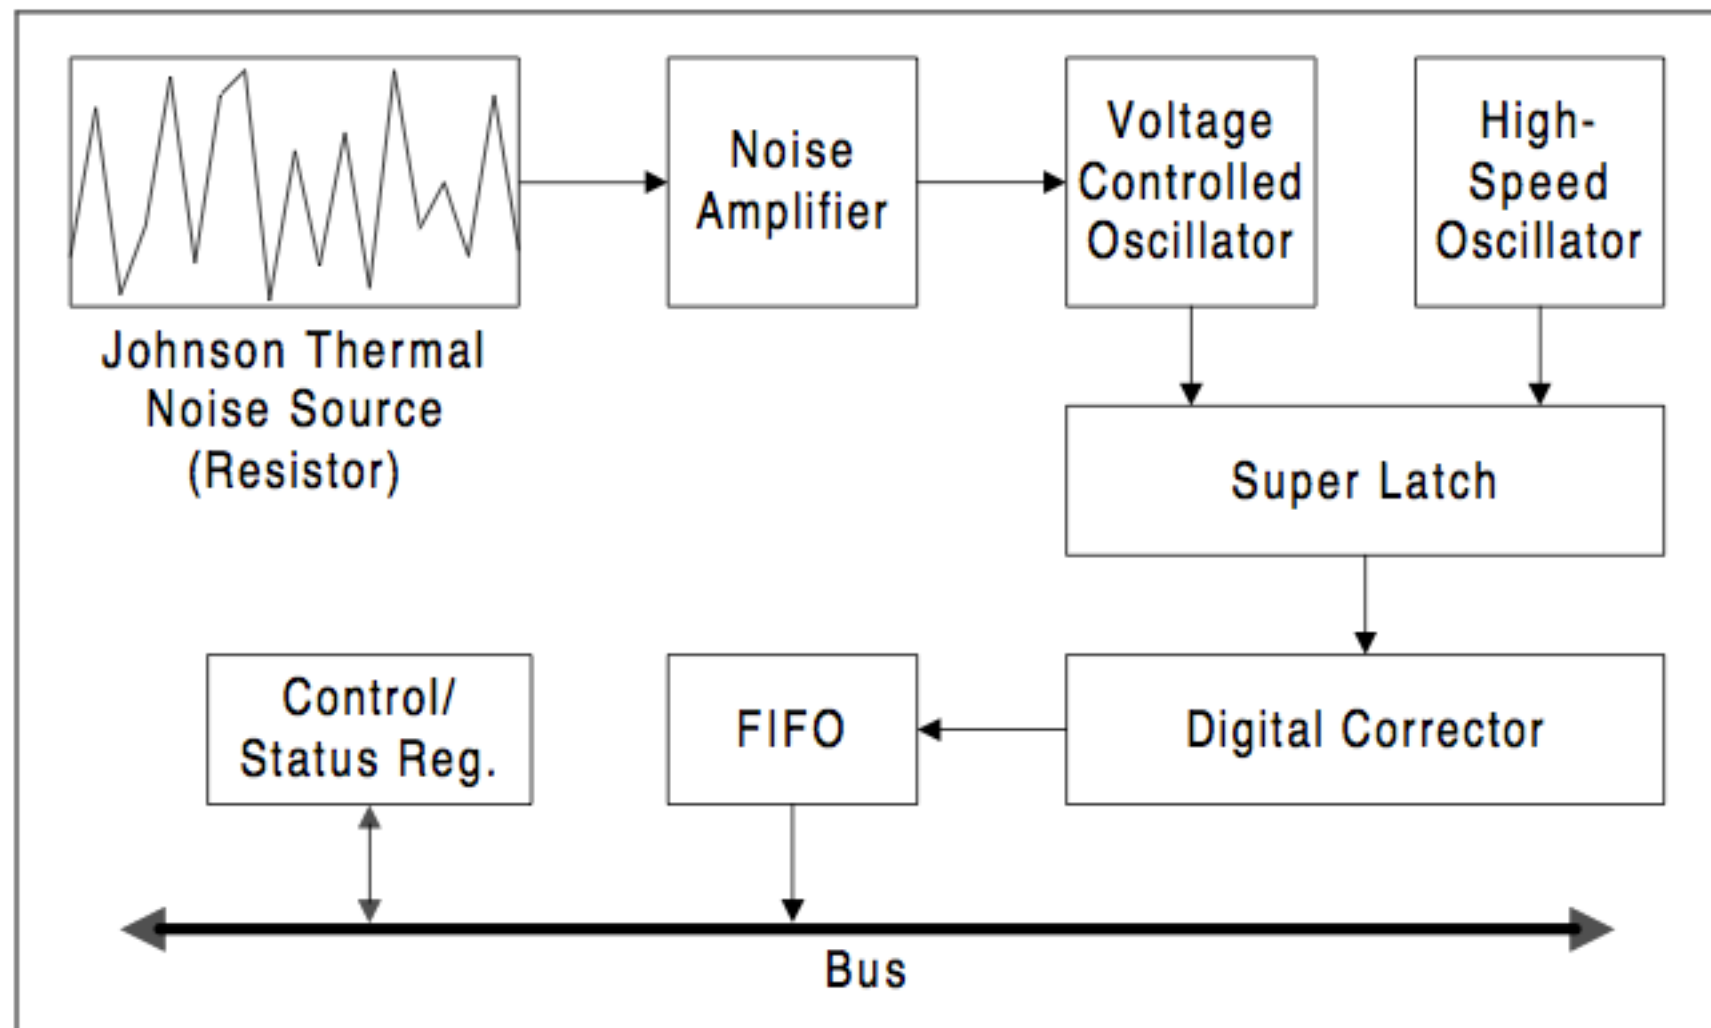 Noise
Amplifier
Voltage
Controlled
Oscillator
High-
Speed
Oscillator
Johnson Thermal
Noise Source
(Resistor)
Super Latch
Control/
Status Reg.
FIFO
Digital Corrector
Bus